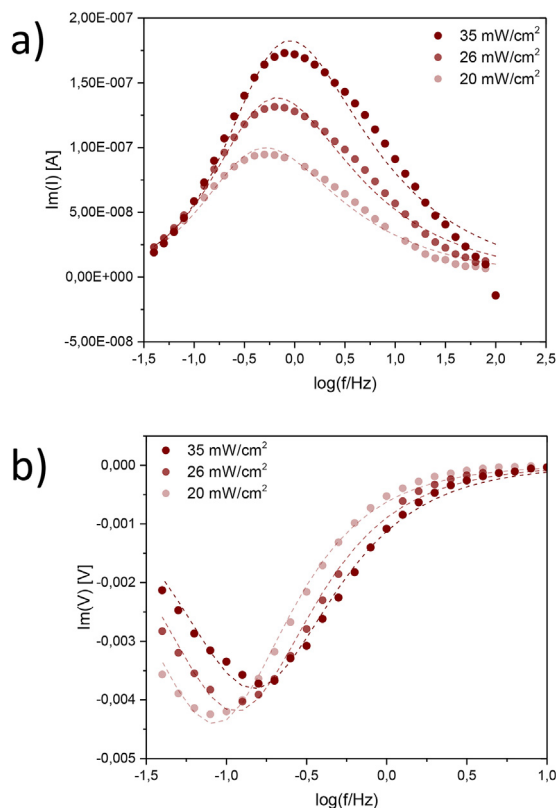 a)
2,00E-007
1,50E-007
1,00E-007
5,00E-008
0,00E+000
-5,00E-008
Im(I) [A]
35 mW/cm²
26 mW/cm²
20 mW/cm²
-1,5 -1,0 -0,5 0,0 0,5 1,0 1,5 2,0 2,5
log(f/Hz)
b)
0,000
-0,001
-0,002
-0,003
-0,004
-0,005
Im(V) [V]
35 mW/cm²
26 mW/cm²
20 mW/cm²
-1,5 -1,0 -0,5 0,0 0,5 1,0
log(f/Hz)